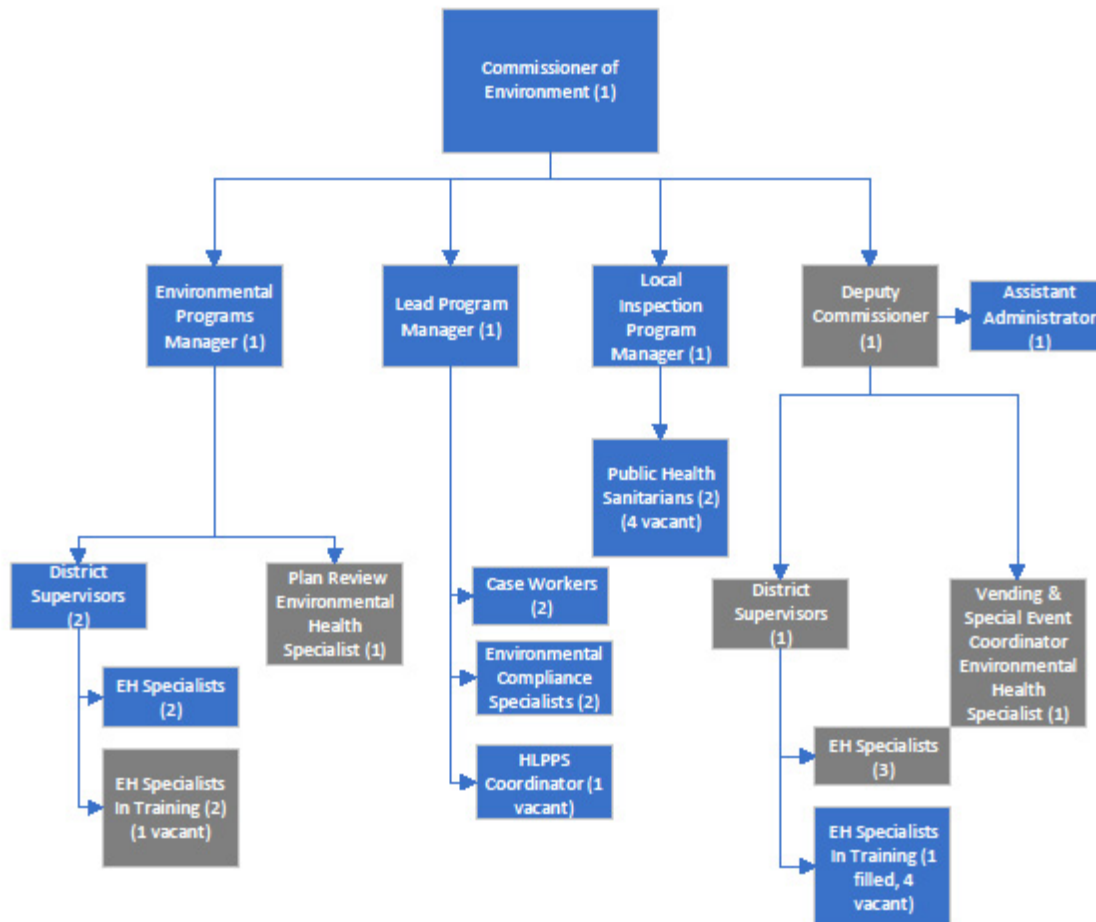 Commissioner of
Environment (1)
Environmental
Programs
Manager (1)
Lead Program
Manager (1)
Local
Inspection
Program
Manager (1)
Deputy
Commissioner
(1)
Assistant
Administrator
(1)
Public Health
Sanitarians (2)
(4 vacant)
District
Supervisors
(2)
Plan Review
Environmental
Health
Specialist (1)
Case Workers
(2)
District
Supervisors
(1)
Vending &
Special Event
Coordinator
Environmental
Health
Specialist (1)
EH Specialists
(2)
Environmental
Compliance
Specialists (2)
EH Specialists
In Training (2)
(1 vacant)
HLPPS
Coordinator (1
vacant)
EH Specialists
(3)
EH Specialists
In Training (1
filled, 4
vacant)